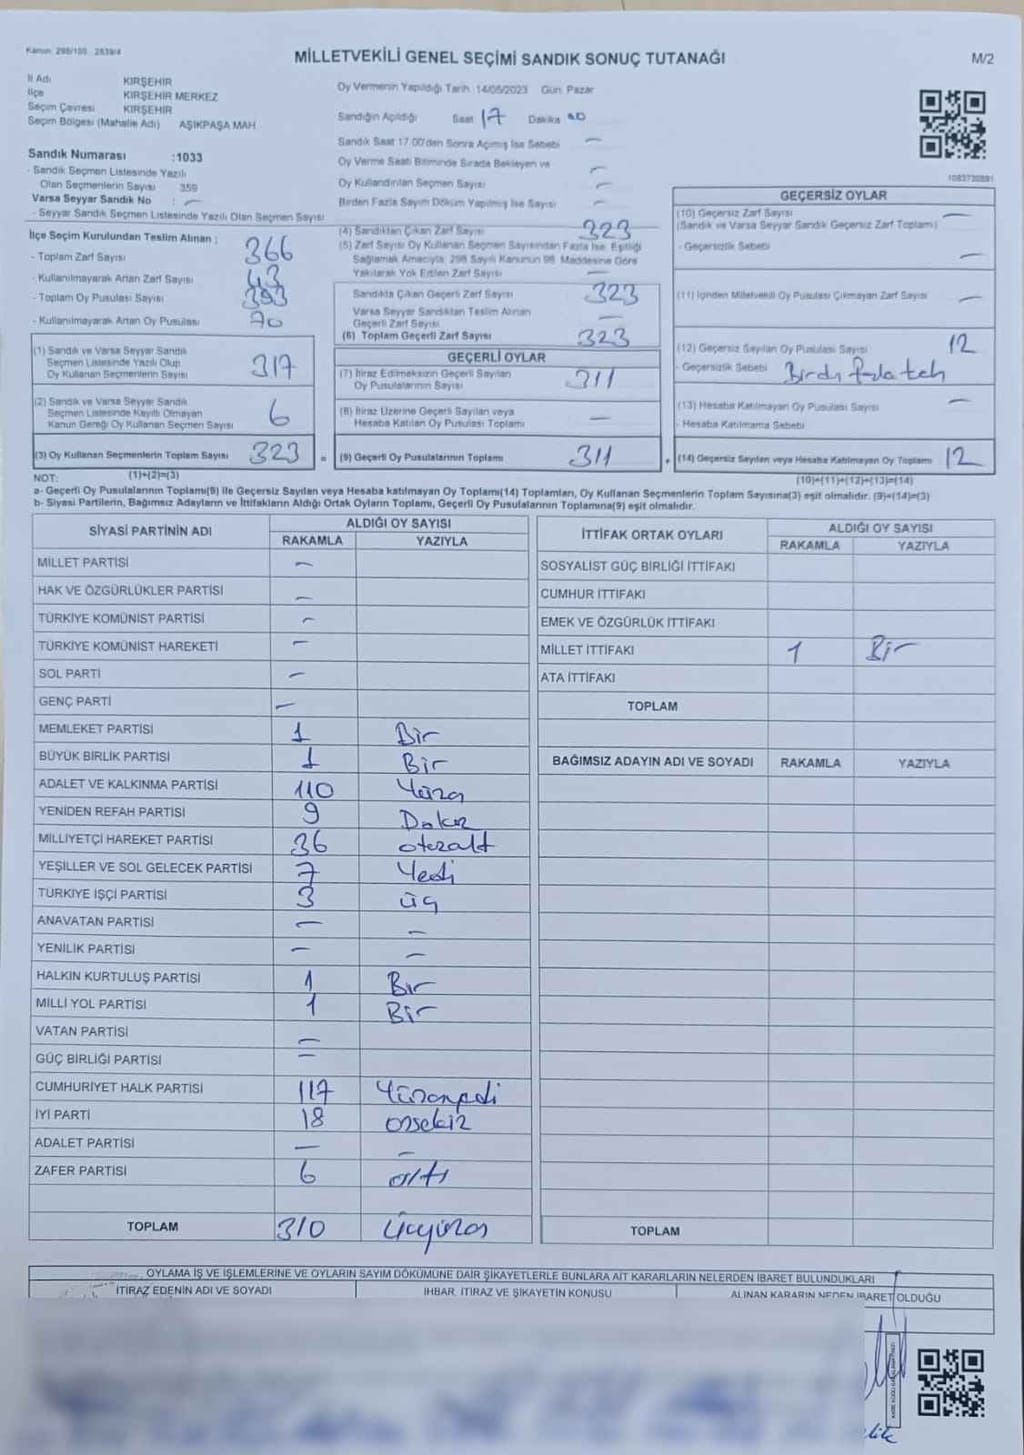 Kanun: 298/100 2839/4
MİLLETVEKİLİ GENEL SEÇİMİ SANDIK SONUÇ TUTANAĞI
M/2
İl Adı KIRŞEHİR
İlçe KIRŞEHİR MERKEZ
Seçim Çevresi KIRŞEHİR
Seçim Bölgesi (Mahalle Adı) AŞIKPAŞA MAH
Sandık Numarası :1033
- Sandık Seçmen Listesinde Yazılı
Olan Seçmenlerin Sayısı 359
Varsa Seyyar Sandık No : —
- Seyyar Sandık Seçmen Listesinde Yazılı Olan Seçmen Sayısı
İlçe Seçim Kurulundan Teslim Alınan :
- Toplam Zarf Sayısı 366
- Kullanılmayarak Artan Zarf Sayısı 43
- Toplam Oy Pusulası Sayısı 393
- Kullanılmayarak Artan Oy Pusulası 70
(1) Sandık ve Varsa Seyyar Sandık
Seçmen Listesinde Yazılı Olup
Oy Kullanan Seçmenlerin Sayısı 317
(2) Sandık ve Varsa Seyyar Sandık
Seçmen Listesinde Kayıtlı Olmayan
Kanun Gereği Oy Kullanan Seçmen Sayısı 6
(3) Oy Kullanan Seçmenlerin Toplam Sayısı 323 =
(1)+(2)=(3)
Oy Vermenin Yapıldığı Tarih 14/05/2023 Gün: Pazar
Sandığın Açıldığı Saat 17 Dakika
Sandık Saat 17.00'den Sonra Açılmış İse Sebebi —
Oy Verme Saati Bitiminde Sırada Bekleyen ve —
Oy Kullandırılan Seçmen Sayısı —
Birden Fazla Sayım Döküm Yapılmış İse Sayısı —
(4) Sandıktan Çıkan Zarf Sayısı 323
(5) Zarf Sayısı Oy Kullanan Seçmen Sayısından Fazla İse, Eşitliği
Sağlamak Amacıyla, 298 Sayılı Kanunun 98. Maddesine Göre
Yakılarak Yok Edilen Zarf Sayısı —
Sandıkta Çıkan Geçerli Zarf Sayısı 323
Varsa Seyyar Sandıktan Teslim Alınan
Geçerli Zarf Sayısı —
(6) Toplam Geçerli Zarf Sayısı 323
GEÇERLİ OYLAR
(7) İtiraz Edilmeksizin Geçerli Sayılan
Oy Pusulalarının Sayısı 311
(8) İtiraz Üzerine Geçerli Sayılan veya
Hesaba Katılan Oy Pusulası Toplamı —
(9) Geçerli Oy Pusulalarının Toplamı 311 +
1083730591
GEÇERSİZ OYLAR
(10) Geçersiz Zarf Sayısı —
(Sandık ve Varsa Seyyar Sandık Geçersiz Zarf Toplamı)
- Geçersizlik Sebebi —
(11) İçinden Milletvekili Oy Pusulası Çıkmayan Zarf Sayısı —
(12) Geçersiz Sayılan Oy Pusulası Sayısı 12
- Geçersizlik Sebebi
(13) Hesaba Katılmayan Oy Pusulası Sayısı —
- Hesaba Katılmama Sebebi
(14) Geçersiz Sayılan veya Hesaba Katılmayan Oy Toplamı 12
(10)+(11)+(12)+(13)=(14)
NOT:
a- Geçerli Oy Pusulalarının Toplamı(9) ile Geçersiz Sayılan veya Hesaba katılmayan Oy Toplamı(14) Toplamları, Oy Kullanan Seçmenlerin Toplam Sayısına(3) eşit olmalıdır. (9)+(14)=(3)
b- Siyasi Partilerin, Bağımsız Adayların ve İttifakların Aldığı Ortak Oyların Toplamı, Geçerli Oy Pusulalarının Toplamına(9) eşit olmalıdır.
SİYASİ PARTİNİN ADI ALDIĞI OY SAYISI
RAKAMLA YAZIYLA
MİLLET PARTİSİ —
HAK VE ÖZGÜRLÜKLER PARTİSİ —
TÜRKİYE KOMÜNİST PARTİSİ —
TÜRKİYE KOMÜNİST HAREKETİ —
SOL PARTİ —
GENÇ PARTİ —
MEMLEKET PARTİSİ 1 Bir
BÜYÜK BİRLİK PARTİSİ 1 Bir
ADALET VE KALKINMA PARTİSİ 110 Yüzon
YENİDEN REFAH PARTİSİ 9 Dokuz
MİLLİYETÇİ HAREKET PARTİSİ 36 otuzaltı
YEŞİLLER VE SOL GELECEK PARTİSİ 7 Yedi
TÜRKİYE İŞÇİ PARTİSİ 3 üç
ANAVATAN PARTİSİ — —
YENİLİK PARTİSİ — —
HALKIN KURTULUŞ PARTİSİ 1 Bir
MİLLİ YOL PARTİSİ 1 Bir
VATAN PARTİSİ —
GÜÇ BİRLİĞİ PARTİSİ —
CUMHURİYET HALK PARTİSİ 117 Yüzonyedi
İYİ PARTİ 18 onsekiz
ADALET PARTİSİ — —
ZAFER PARTİSİ 6 altı
TOPLAM 310 üçyüzon
İTTİFAK ORTAK OYLARI ALDIĞI OY SAYISI
RAKAMLA YAZIYLA
SOSYALİST GÜÇ BİRLİĞİ İTTİFAKI
CUMHUR İTTİFAKI
EMEK VE ÖZGÜRLÜK İTTİFAKI
MİLLET İTTİFAKI 1 Bir
ATA İTTİFAKI
TOPLAM
BAĞIMSIZ ADAYIN ADI VE SOYADI RAKAMLA YAZIYLA
TOPLAM
OYLAMA İŞ VE İŞLEMLERİNE VE OYLARIN SAYIM DÖKÜMÜNE DAİR ŞİKAYETLERLE BUNLARA AİT KARARLARIN NELERDEN İBARET BULUNDUKLARI
İTİRAZ EDENİN ADI VE SOYADI İHBAR, İTİRAZ VE ŞİKAYETİN KONUSU ALINAN KARARIN NEDEN İBARET OLDUĞU